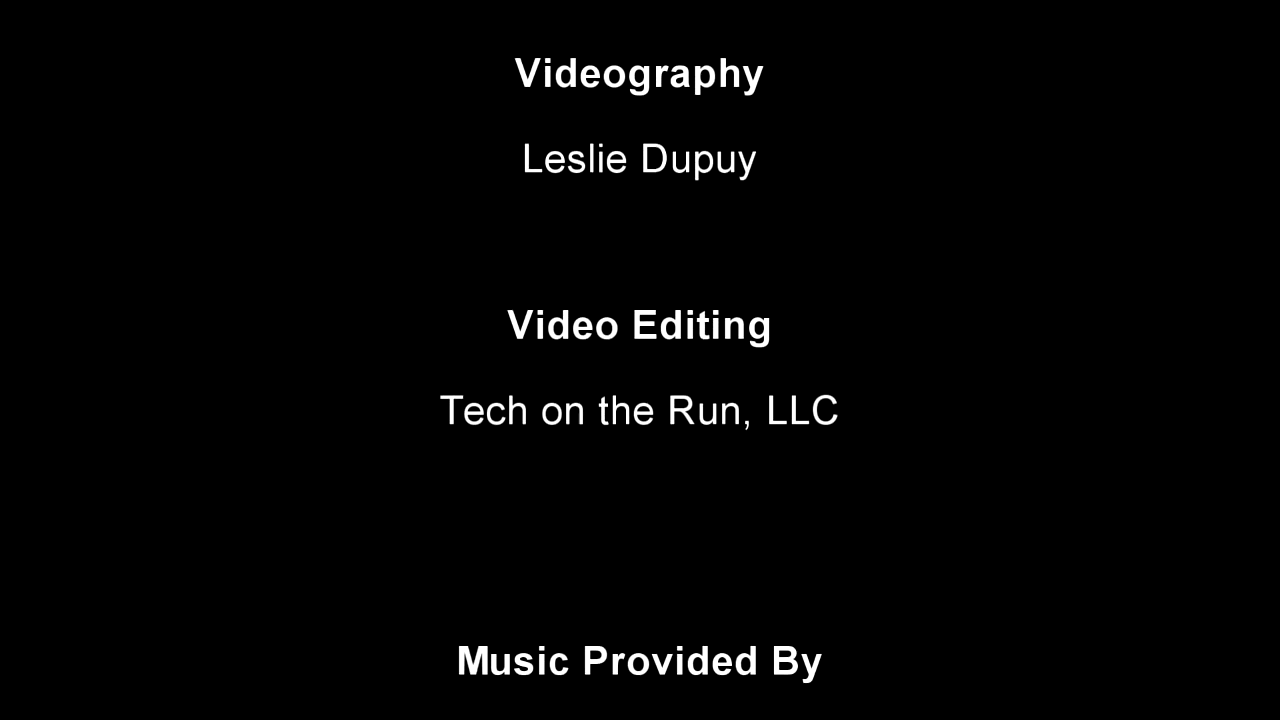 Videography
Leslie Dupuy
Video Editing
Tech on the Run, LLC
Music Provided By